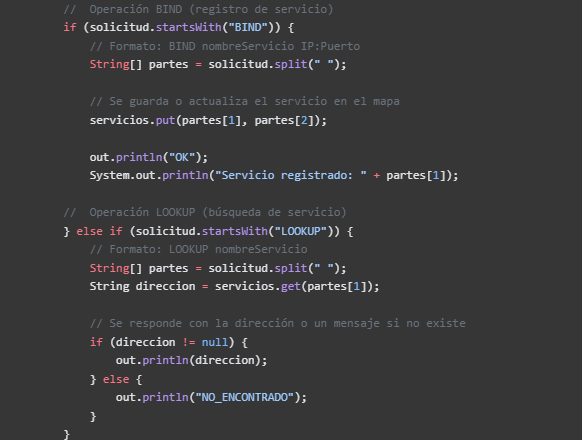 //  Operación BIND (registro de servicio)
if (solicitud.startsWith("BIND")) {
// Formato: BIND nombreServicio IP:Puerto
String[] partes = solicitud.split(" ");
// Se guarda o actualiza el servicio en el mapa
servicios.put(partes[1], partes[2]);
out.println("OK");
System.out.println("Servicio registrado: " + partes[1]);
//  Operación LOOKUP (búsqueda de servicio)
} else if (solicitud.startsWith("LOOKUP")) {
// Formato: LOOKUP nombreServicio
String[] partes = solicitud.split(" ");
String direccion = servicios.get(partes[1]);
// Se responde con la dirección o un mensaje si no existe
if (direccion != null) {
out.println(direccion);
} else {
out.println("NO_ENCONTRADO");
}
}